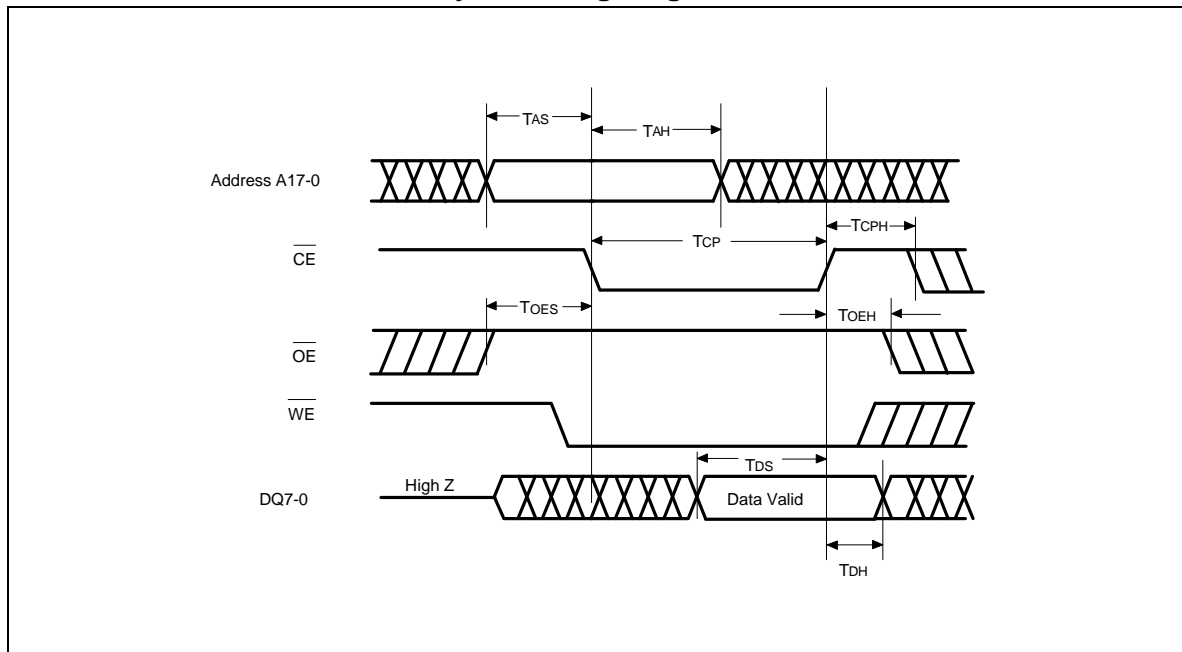 TAS
TAH
Address A17-0
TCPH
TCP
CE
TOES
TOEH
OE
WE
TDS
High Z
Data Valid
DQ7-0
TDH